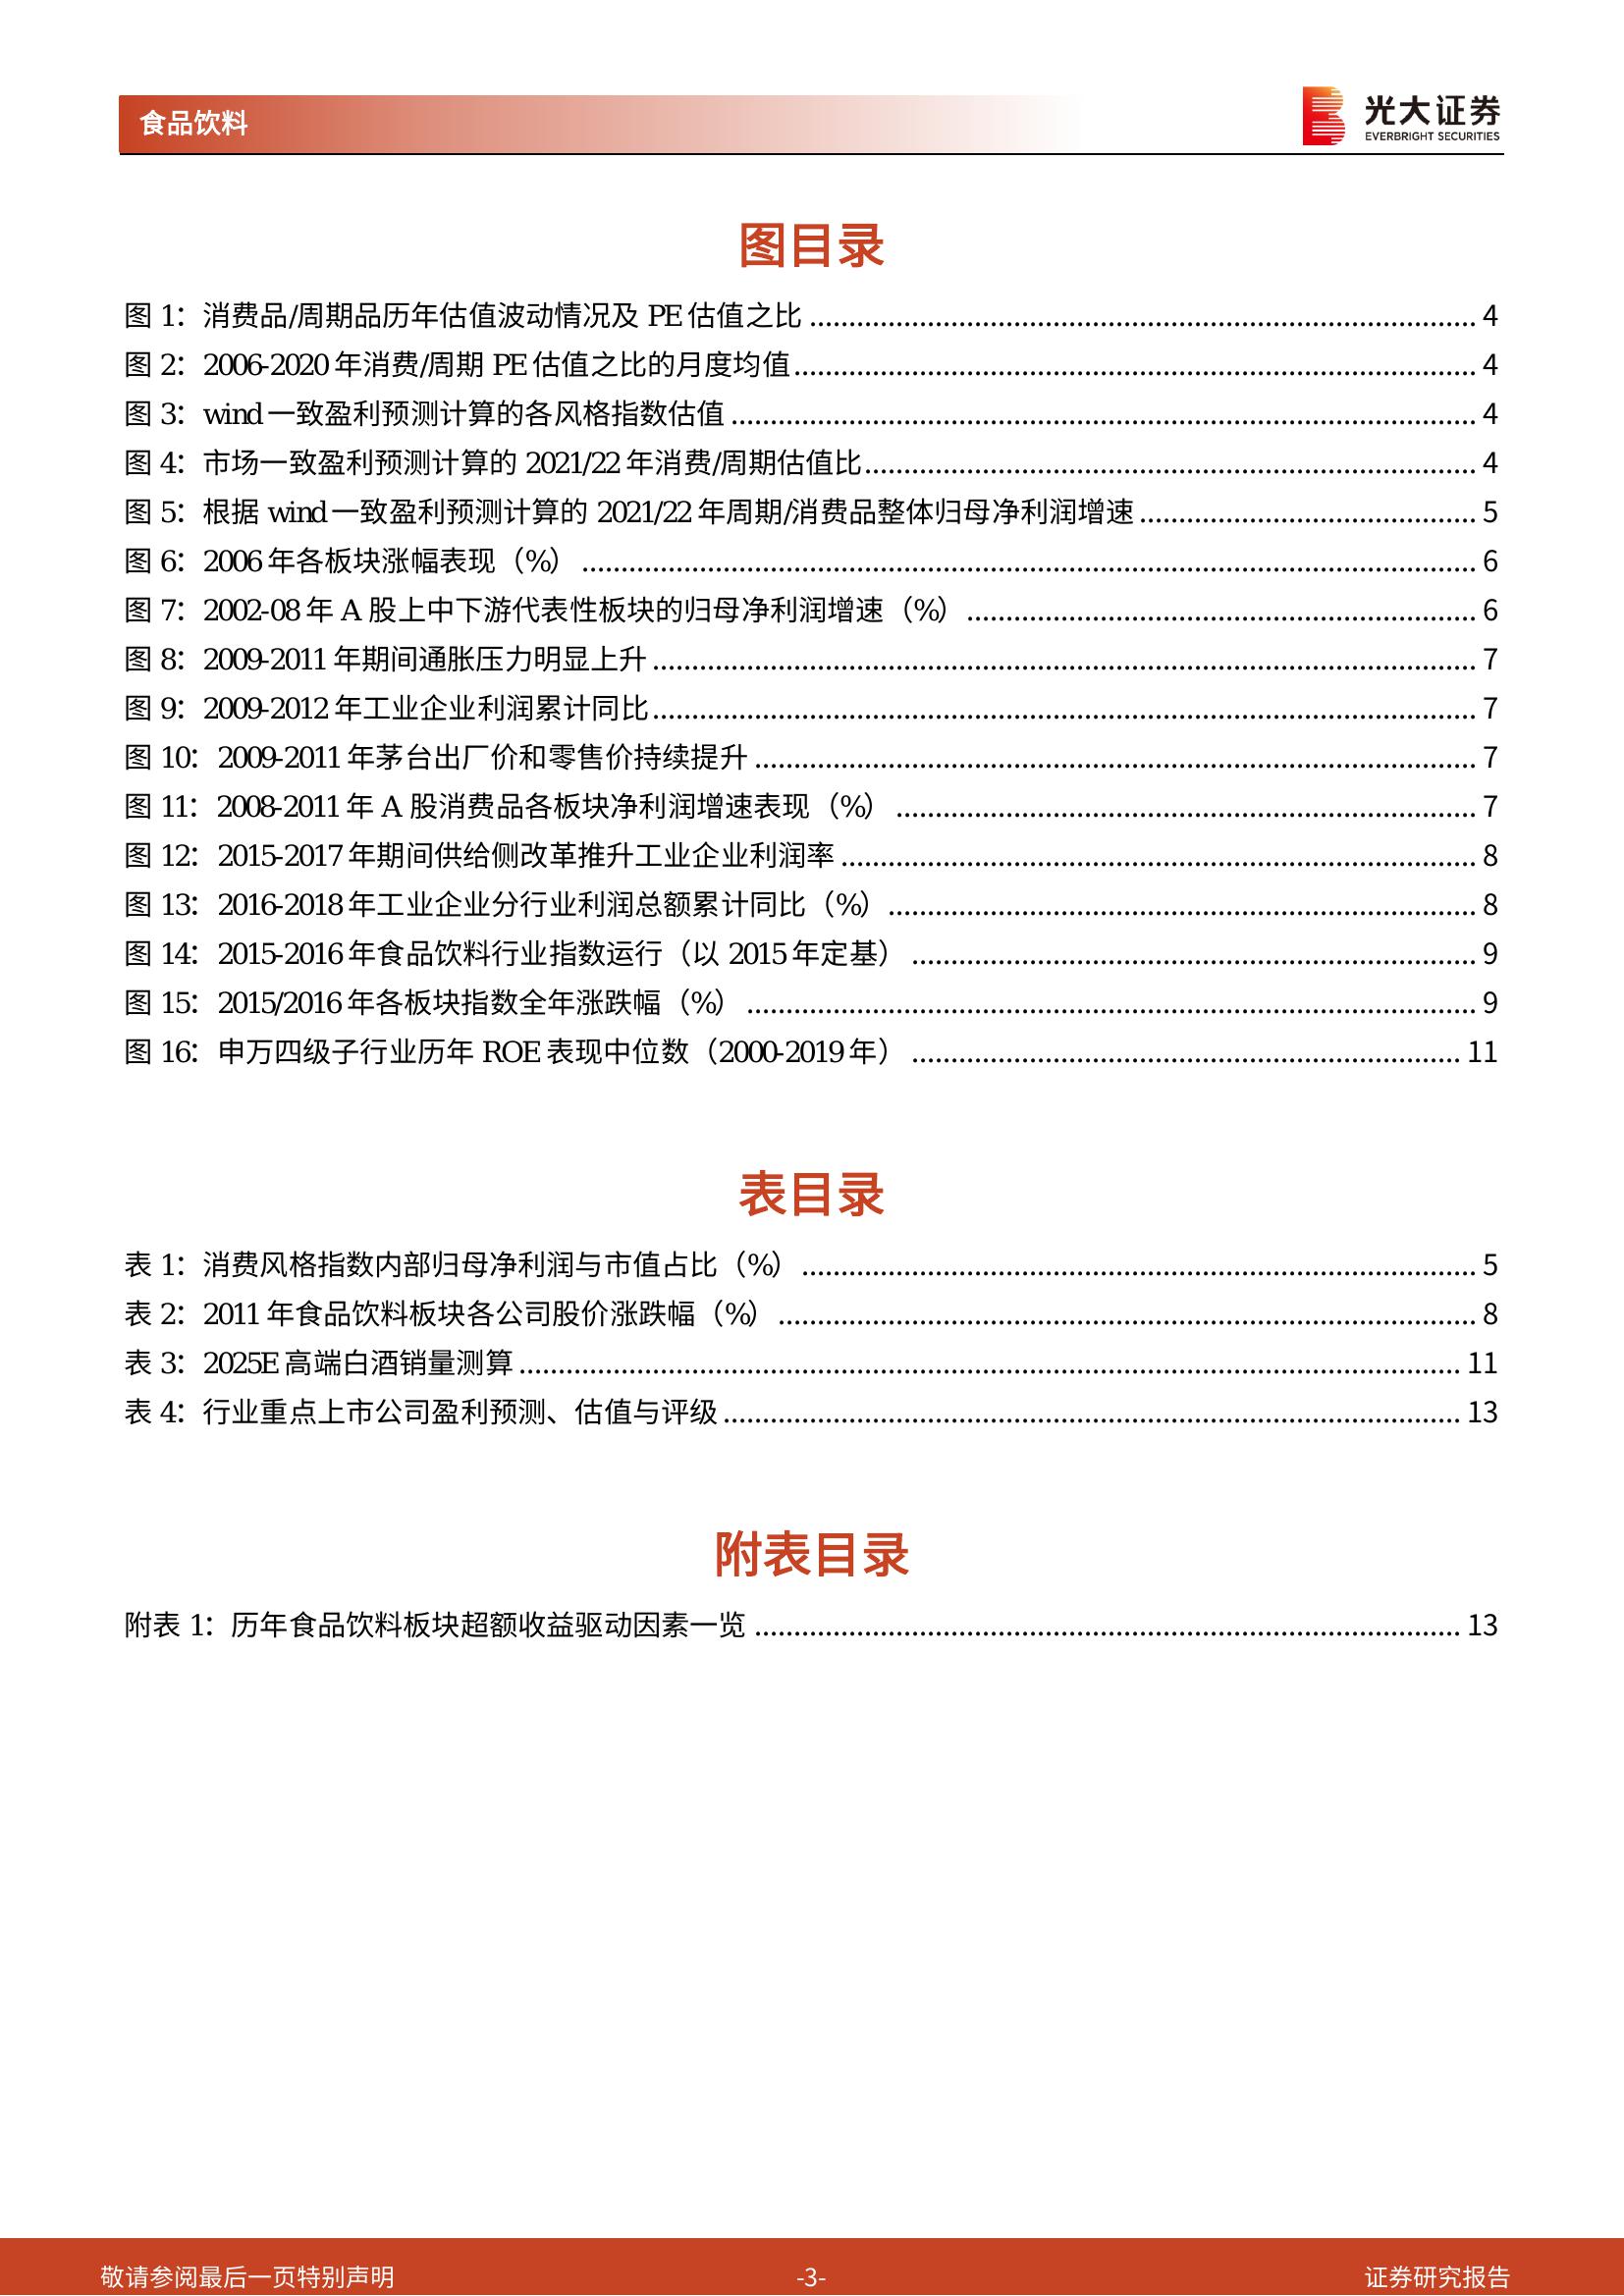 食品饮料
光大证券
EVERBRIGHT SECURITIES
图目录
图 1：消费品/周期品历年估值波动情况及 PE 估值之比 ........ 4
图 2：2006-2020 年消费/周期 PE 估值之比的月度均值 ........ 4
图 3：wind 一致盈利预测计算的各风格指数估值 ........ 4
图 4：市场一致盈利预测计算的 2021/22 年消费/周期估值比 ........ 4
图 5：根据 wind 一致盈利预测计算的 2021/22 年周期/消费品整体归母净利润增速 ........ 5
图 6：2006 年各板块涨幅表现（%） ........ 6
图 7：2002-08 年 A 股上中下游代表性板块的归母净利润增速（%） ........ 6
图 8：2009-2011 年期间通胀压力明显上升 ........ 7
图 9：2009-2012 年工业企业利润累计同比 ........ 7
图 10：2009-2011 年茅台出厂价和零售价持续提升 ........ 7
图 11：2008-2011 年 A 股消费品各板块净利润增速表现（%） ........ 7
图 12：2015-2017 年期间供给侧改革推升工业企业利润率 ........ 8
图 13：2016-2018 年工业企业分行业利润总额累计同比（%） ........ 8
图 14：2015-2016 年食品饮料行业指数运行（以 2015 年定基） ........ 9
图 15：2015/2016 年各板块指数全年涨跌幅（%） ........ 9
图 16：申万四级子行业历年 ROE 表现中位数（2000-2019 年） ........ 11
表目录
表 1：消费风格指数内部归母净利润与市值占比（%） ........ 5
表 2：2011 年食品饮料板块各公司股价涨跌幅（%） ........ 8
表 3：2025E 高端白酒销量测算 ........ 11
表 4：行业重点上市公司盈利预测、估值与评级 ........ 13
附表目录
附表 1：历年食品饮料板块超额收益驱动因素一览 ........ 13
敬请参阅最后一页特别声明
-3-
证券研究报告